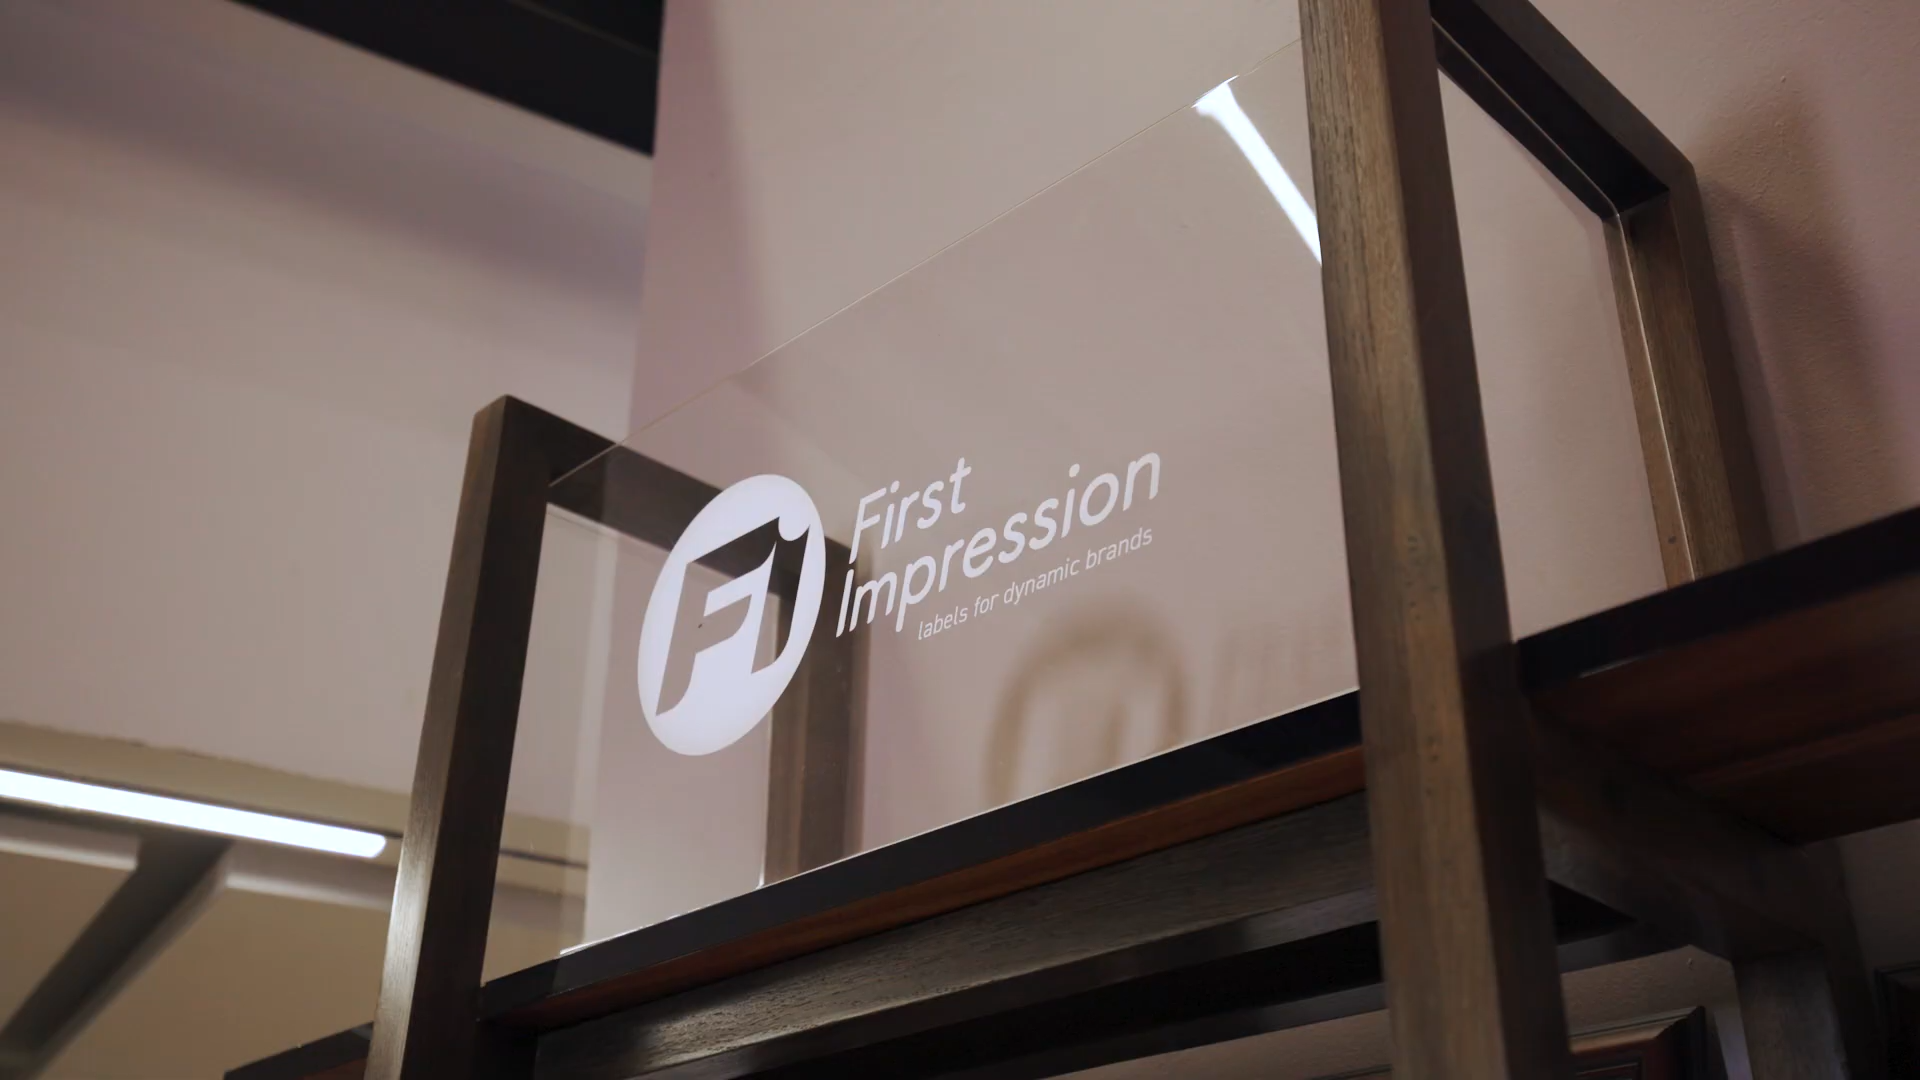 Fi
First
Impression
labels for dynamic brands